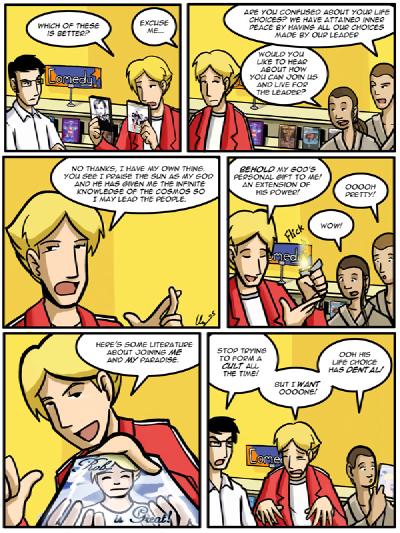 WHICH OF THESE
IS BETTER?
EXCUSE
ME...
Comedy
ARE YOU CONFUSED ABOUT YOUR LIFE
CHOICES? WE HAVE ATTAINED INNER
PEACE BY HAVING ALL OUR CHOICES
MADE BY OUR LEADER
WOULD YOU
LIKE TO HEAR
ABOUT HOW
YOU CAN JOIN US
AND LIVE FOR
THE LEADER?
NO THANKS, I HAVE MY OWN THING.
YOU SEE I PRAISE THE SUN AS MY GOD
AND HE HAS GIVEN ME THE INFINITE
KNOWLEDGE OF THE COSMOS SO
I MAY LEAD THE PEOPLE.
BEHOLD MY GOD'S
PERSONAL GIFT TO ME!
AN EXTENSION OF
HIS POWER!
OOOOH
PRETTY!
Flick
WOW!
Comedy
HERE'S SOME LITERATURE
ABOUT JOINING ME
AND MY PARADISE.
Rob!
is Great!
STOP TRYING
TO FORM A
CULT ALL
THE TIME!
OOH HIS
LIFE CHOICE
HAS DENTAL!
BUT I WANT
OOOONE!
Comedy